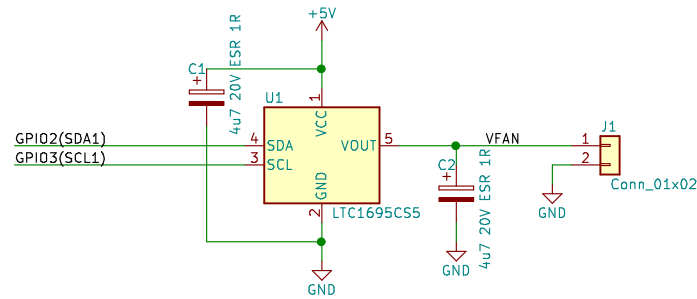 +5V
C1
+
4u7 20V ESR 1R
U1
1
VCC
GPIO2(SDA1)
4
SDA
VOUT
5
VFAN
1
J1
GPIO3(SCL1)
3
SCL
2
C2
+
4u7 20V ESR 1R
GND
2
LTC1695CS5
Conn_01x02
GND
GND
GND